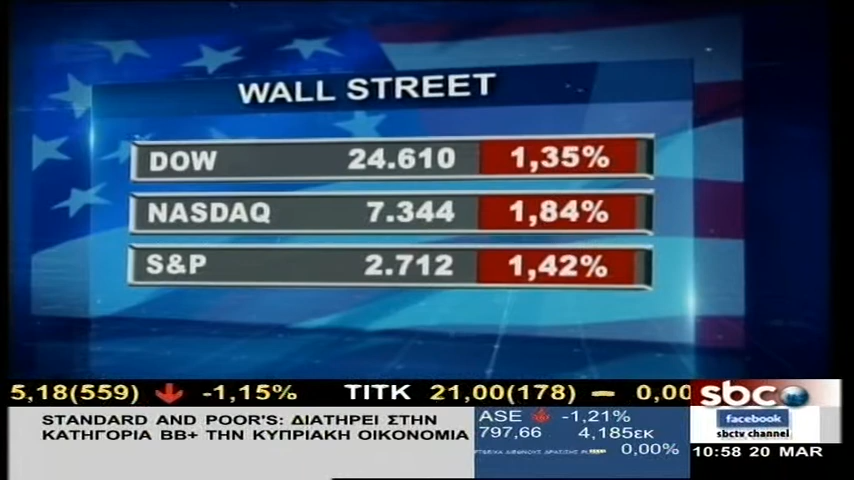 WALL STREET
DOW 24.610 1,35%
NASDAQ 7.344 1,84%
S&P 2.712 1,42%
5,18(559) -1,15% ΤΙΤΚ 21,00(178) 0,00
sbc
facebook
sbctv channel
STANDARD AND POOR'S: ΔΙΑΤΗΡΕΙ ΣΤΗΝ
ΚΑΤΗΓΟΡΙΑ ΒΒ+ ΤΗΝ ΚΥΠΡΙΑΚΗ ΟΙΚΟΝΟΜΙΑ
ASE -1,21%
797,66 4,185εκ
0,00%
10:58 20 MAR